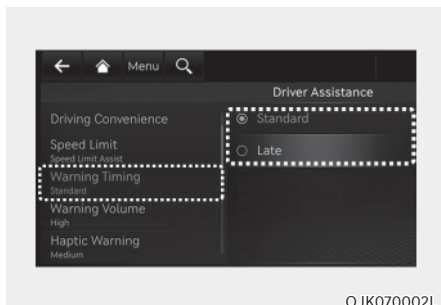 Menu
Driver Assistance
Driving Convenience
Speed Limit
Speed Limit Assist
Warning Timing
Standard
Warning Volume
High
Haptic Warning
Medium
Standard
Late
OJK070002L